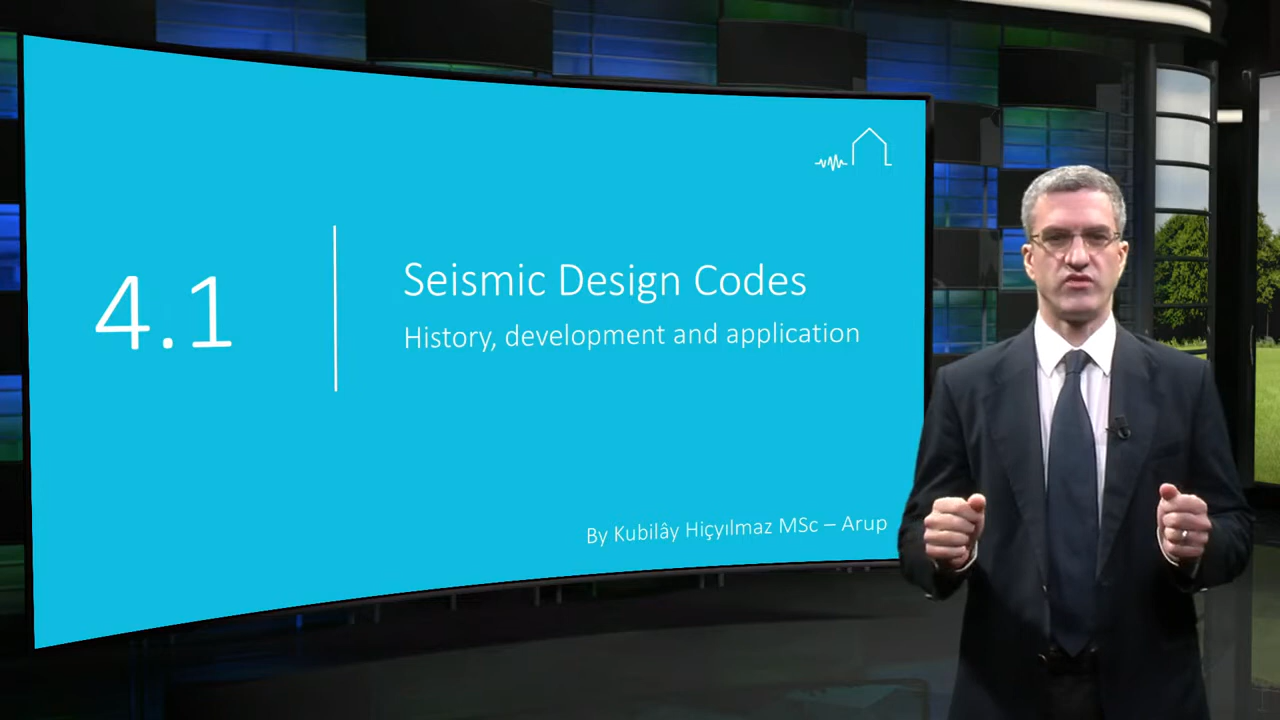 4.1
Seismic Design Codes
History, development and application
By Kubilây Hiçyılmaz MSc – Arup